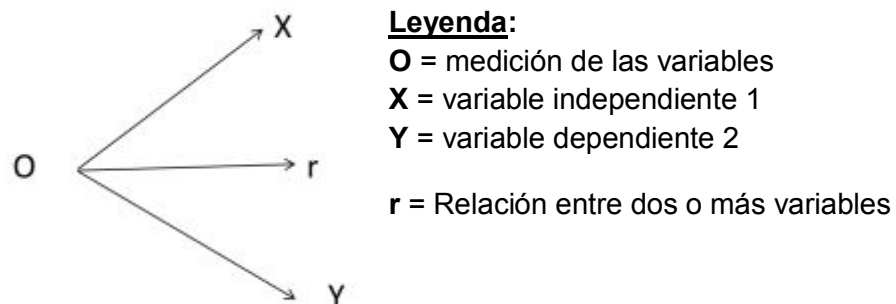 X
O
r
Y
Leyenda:
O = medición de las variables
X = variable independiente 1
Y = variable dependiente 2
r = Relación entre dos o más variables